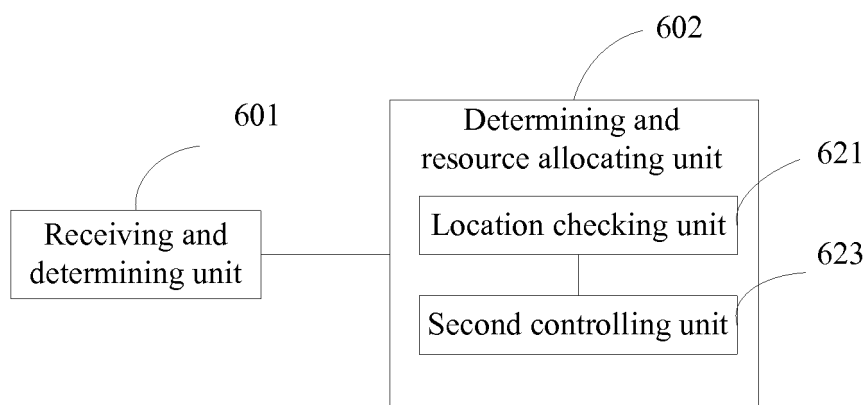 602
601
Determining and
resource allocating unit
621
Location checking unit
Receiving and
determining unit
623
Second controlling unit